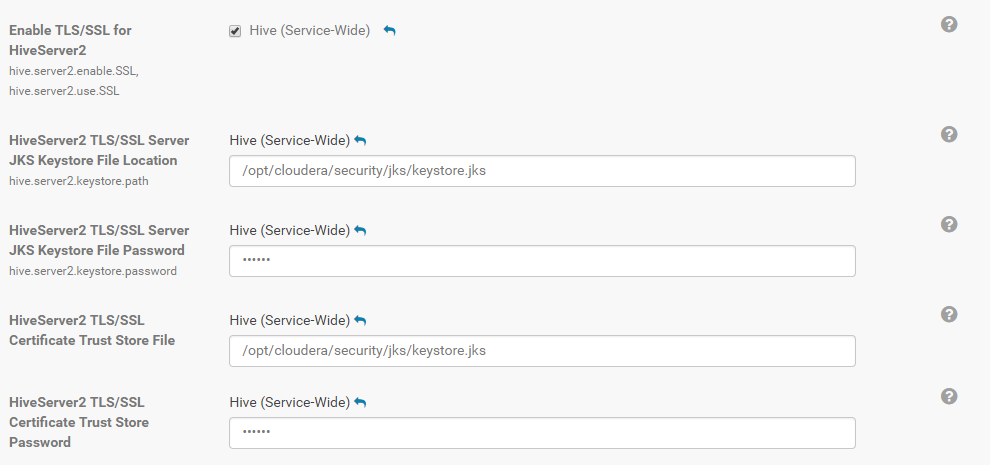 Enable TLS/SSL for
HiveServer2
hive.server2.enable.SSL,
hive.server2.use.SSL
Hive (Service-Wide)
HiveServer2 TLS/SSL Server
JKS Keystore File Location
hive.server2.keystore.path
Hive (Service-Wide)
/opt/cloudera/security/jks/keystore.jks
HiveServer2 TLS/SSL Server
JKS Keystore File Password
hive.server2.keystore.password
Hive (Service-Wide)
••••••
HiveServer2 TLS/SSL
Certificate Trust Store File
Hive (Service-Wide)
/opt/cloudera/security/jks/keystore.jks
HiveServer2 TLS/SSL
Certificate Trust Store
Password
Hive (Service-Wide)
••••••